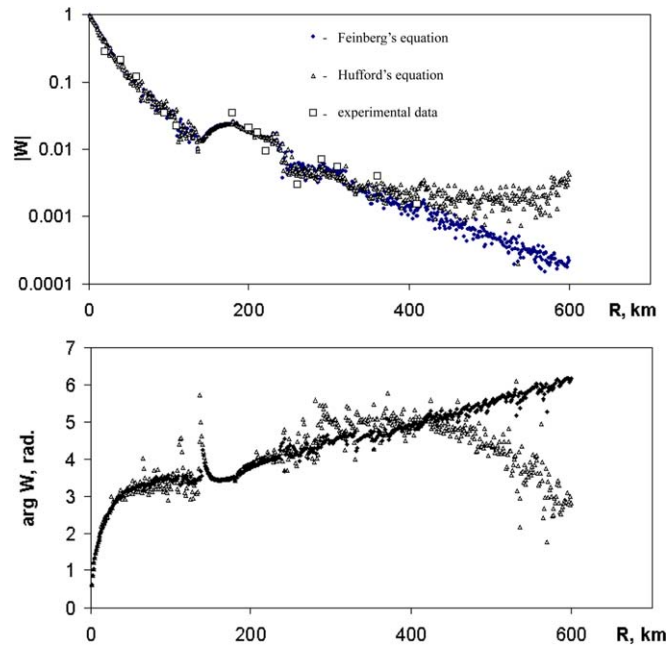 1
◆ - Feinberg's equation
△ - Hufford's equation
□ - experimental data
0.1
|W|
0.01
0.001
0.0001
0 200 400 R, km 600
7
6
5
4
arg W, rad.
3
2
1
0
0 200 400 R, km 600